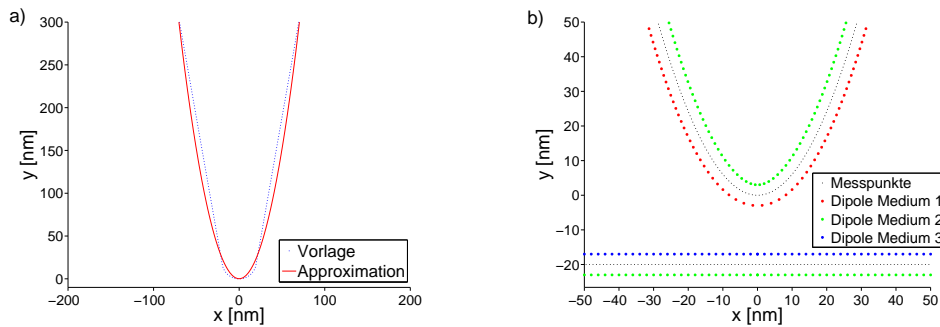 a)
300
250
200
150
100
50
0
y [nm]
−200
−100
0
100
200
x [nm]
Vorlage
Approximation
b)
50
40
30
20
10
0
−10
−20
y [nm]
−50
−40
−30
−20
−10
0
10
20
30
40
50
x [nm]
Messpunkte
Dipole Medium 1
Dipole Medium 2
Dipole Medium 3